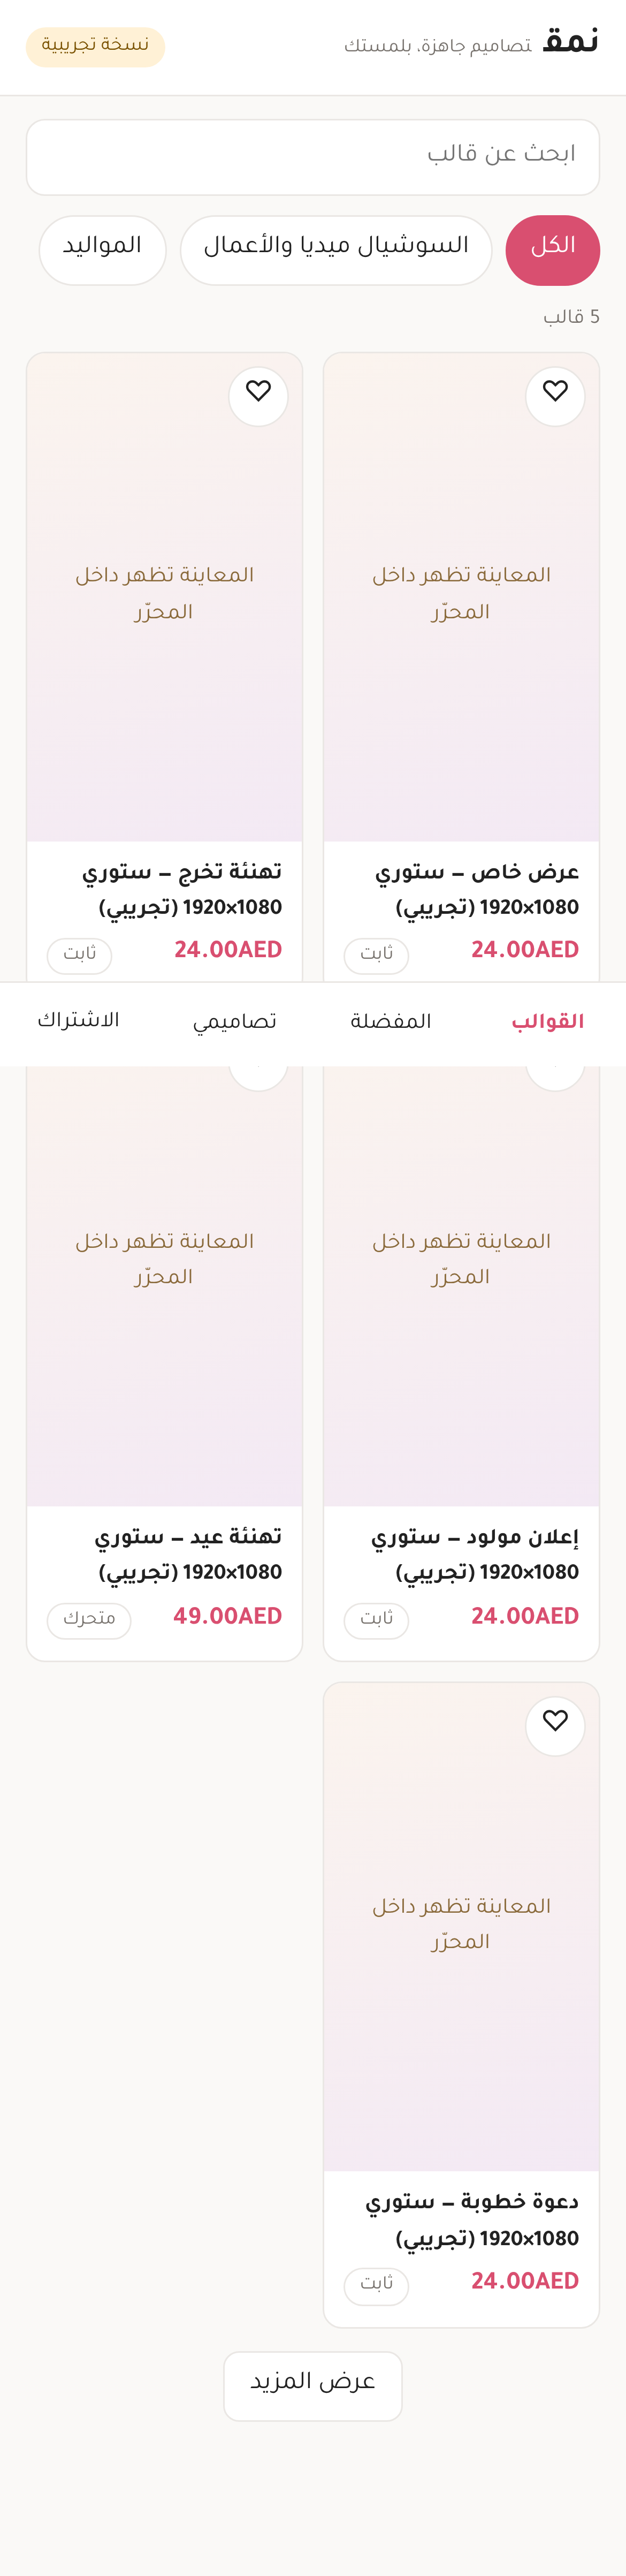 نمقـ
تصاميم جاهزة، بلمستك
نسخة تجريبية
ابحث عن قالب
الكل
السوشيال ميديا والأعمال
المواليد
5 قالب
المعاينة تظهر داخل
المحرّر
المعاينة تظهر داخل
المحرّر
عرض خاص – ستوري
1080×1920 (تجريبي)
24.00AED
ثابت
تهنئة تخرج – ستوري
1080×1920 (تجريبي)
24.00AED
ثابت
القوالب
المفضلة
تصاميمي
الاشتراك
المعاينة تظهر داخل
المحرّر
المعاينة تظهر داخل
المحرّر
إعلان مولود – ستوري
1080×1920 (تجريبي)
24.00AED
ثابت
تهنئة عيد – ستوري
1080×1920 (تجريبي)
49.00AED
متحرك
المعاينة تظهر داخل
المحرّر
دعوة خطوبة – ستوري
1080×1920 (تجريبي)
24.00AED
ثابت
عرض المزيد